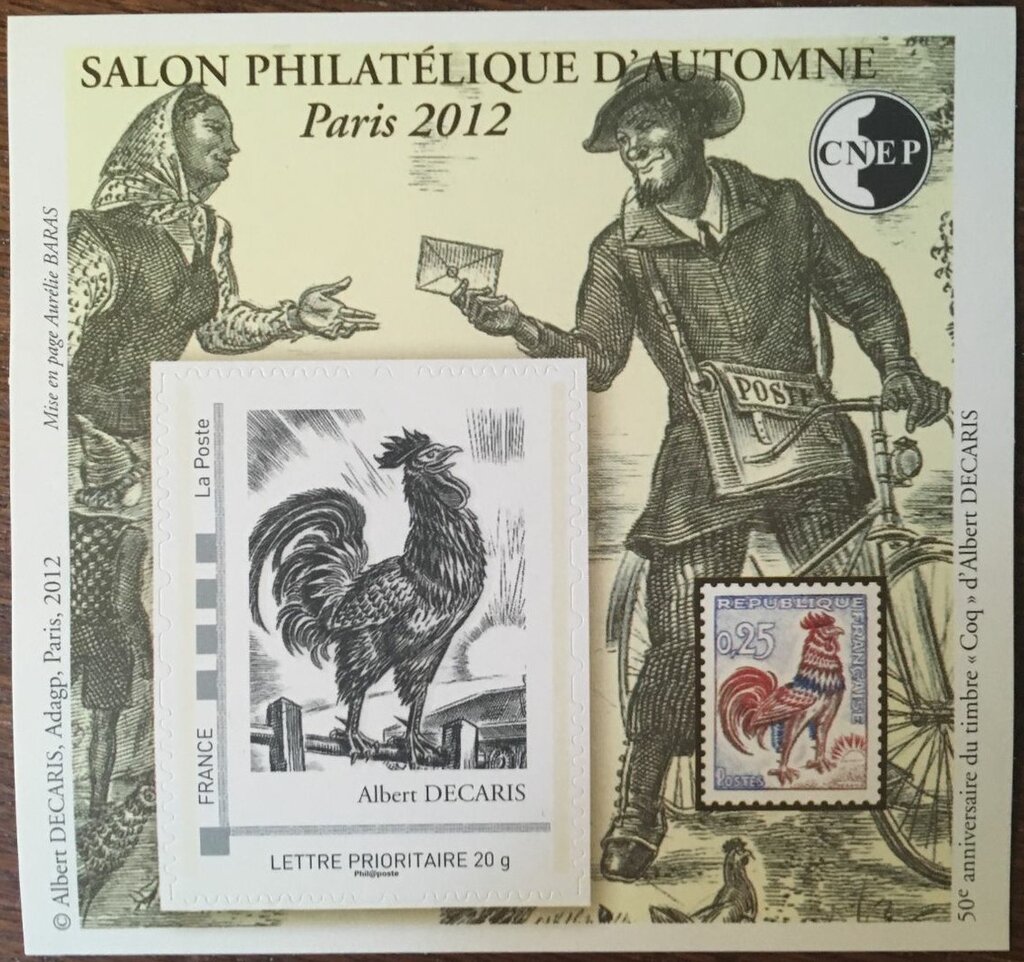 SALON PHILATÉLIQUE D'AUTOMNE
Paris 2012
CNEP
Mise en page Aurélie BARAS
© Albert DECARIS, Adagp, Paris, 2012
POSTE
La Poste
FRANCE
Albert DECARIS
LETTRE PRIORITAIRE 20 g
Phil@poste
REPUBLIQUE
FRANÇAISE
0,25
POSTES
50e anniversaire du timbre « Coq » d'Albert DECARIS